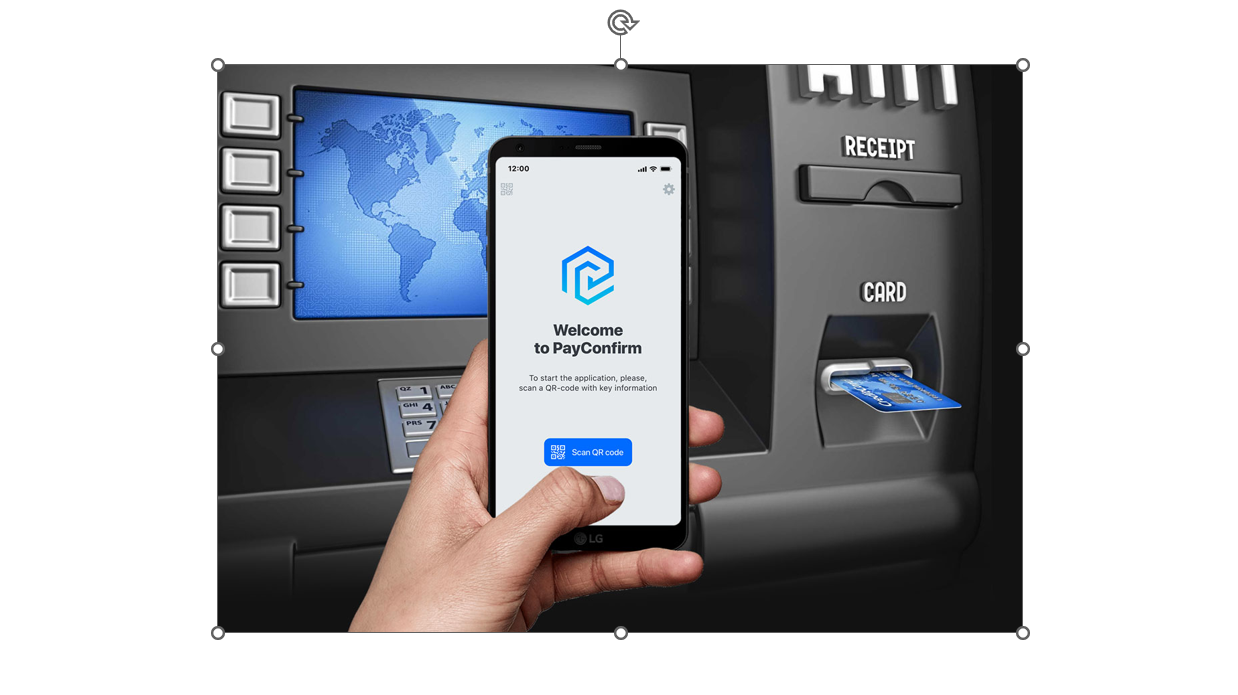 ATM
RECEIPT
CARD
12:00
Welcome
to PayConfirm
To start the application, please,
scan a QR-code with key information
Scan QR code
LG
QZ 1
ABC
GHI 4
PRS 7